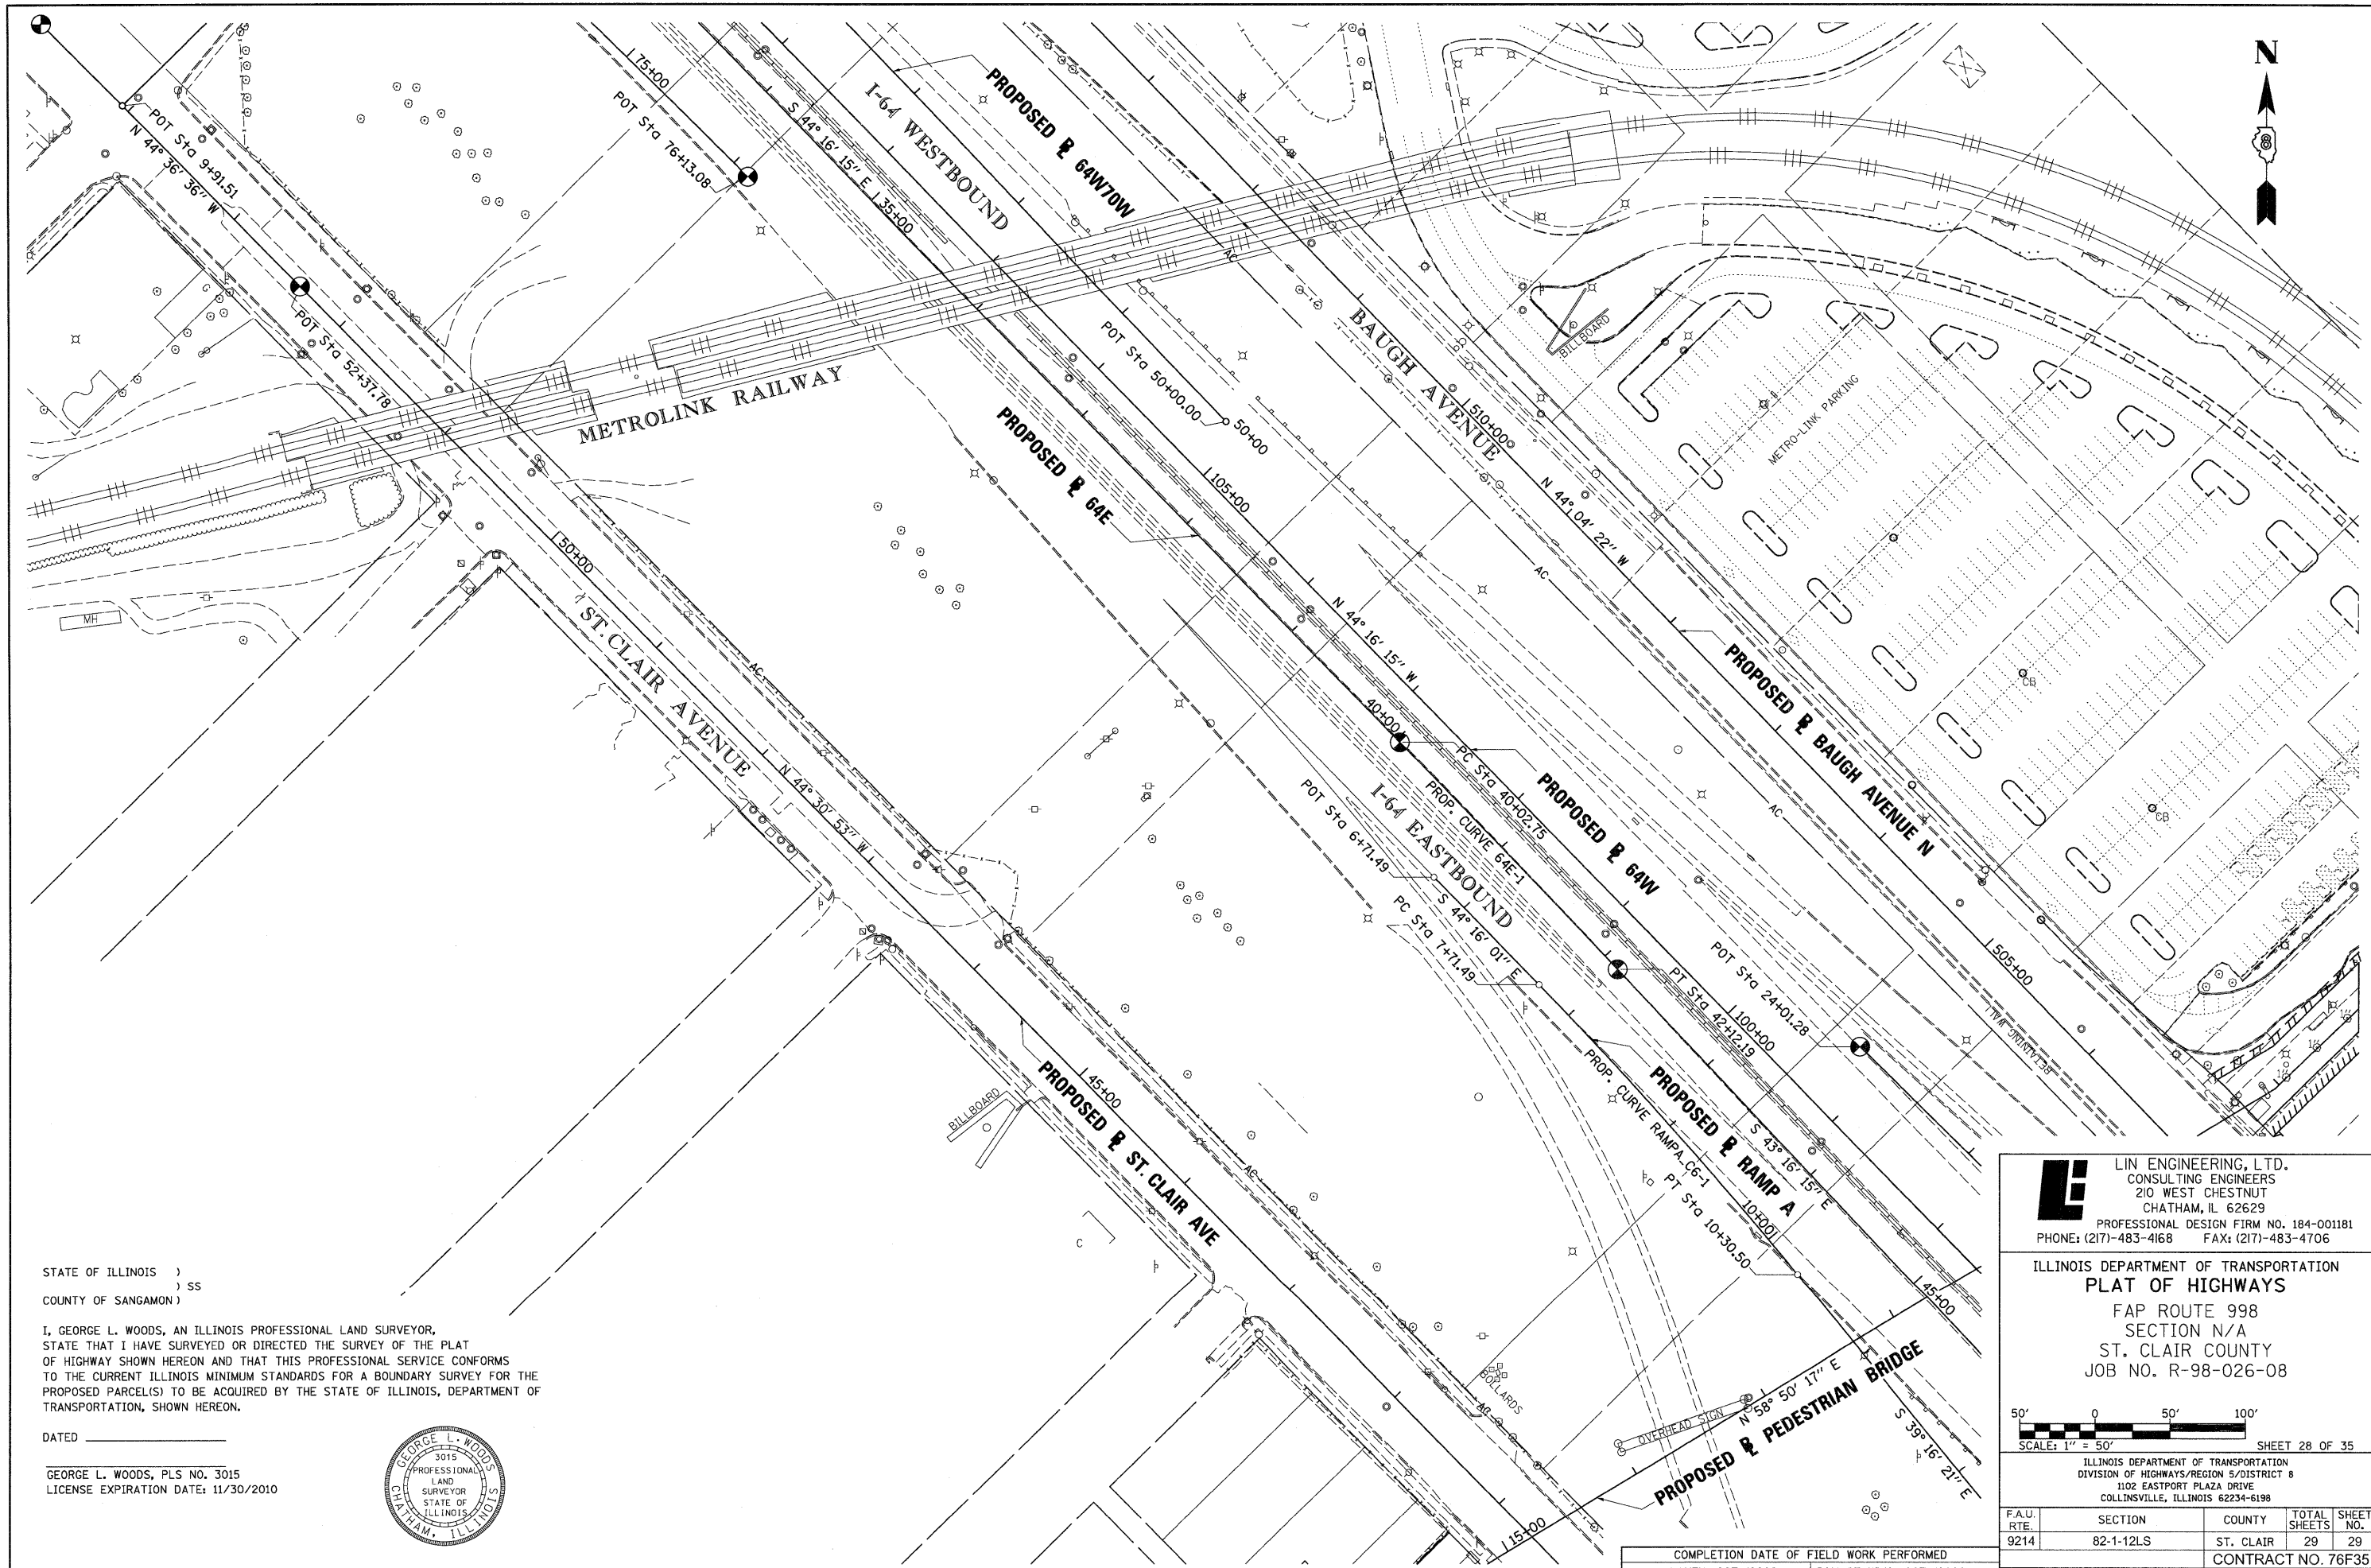 N
POT Sta 9+91.51
N 44° 36' 36" W
POT Sta 52+37.78
75+00
POT Sta 76+13.08
S 44° 16' 15" E
35+00
I-64 WESTBOUND
PROPOSED ℄ 64W70W
AC
METROLINK RAILWAY
POT Sta 50+00.00
50+00
BAUGH AVENUE
510+00
BILLBOARD
METRO-LINK PARKING
PROPOSED ℄ 64E
105+00
N 44° 04' 22" W
AC
MH
50+00
ST. CLAIR AVENUE
AC
N 44° 30' 53" W
N 44° 16' 15" W
40+00
PC Sta 40+02.75
PROP. CURVE 64E-1
I-64 EASTBOUND
PROPOSED ℄ 64W
PROPOSED ℄ BAUGH AVENUE N
CB
CB
AC
POT Sta 6+71.49
S 44° 16' 01" E
PC Sta 7+71.49
PT Sta 42+12.19
100+00
POT Sta 24+01.28
505+00
RETAINING WALL
G
C
BILLBOARD
PROPOSED ℄ ST. CLAIR AVE
45+00
AC
PROP. CURVE RAMPA_C6-1
PROPOSED ℄ RAMP A
S 43° 16' 15" E
10+00
PT Sta 10+30.50
45+00
BOLLARDS
AC
OVERHEAD SIGN
N 58° 50' 17" E
PROPOSED ℄ PEDESTRIAN BRIDGE
S 39° 16' 21" E
15+00
STATE OF ILLINOIS )
) SS
COUNTY OF SANGAMON )
I, GEORGE L. WOODS, AN ILLINOIS PROFESSIONAL LAND SURVEYOR,
STATE THAT I HAVE SURVEYED OR DIRECTED THE SURVEY OF THE PLAT
OF HIGHWAY SHOWN HEREON AND THAT THIS PROFESSIONAL SERVICE CONFORMS
TO THE CURRENT ILLINOIS MINIMUM STANDARDS FOR A BOUNDARY SURVEY FOR THE
PROPOSED PARCEL(S) TO BE ACQUIRED BY THE STATE OF ILLINOIS, DEPARTMENT OF
TRANSPORTATION, SHOWN HEREON.
DATED
GEORGE L. WOODS, PLS NO. 3015
LICENSE EXPIRATION DATE: 11/30/2010
GEORGE L. WOODS
3015
PROFESSIONAL
LAND
SURVEYOR
STATE OF
ILLINOIS
CHATHAM, ILLINOIS
LIN ENGINEERING, LTD.
CONSULTING ENGINEERS
210 WEST CHESTNUT
CHATHAM, IL 62629
PROFESSIONAL DESIGN FIRM NO. 184-001181
PHONE: (217)-483-4168 FAX: (217)-483-4706
ILLINOIS DEPARTMENT OF TRANSPORTATION
PLAT OF HIGHWAYS
FAP ROUTE 998
SECTION N/A
ST. CLAIR COUNTY
JOB NO. R-98-026-08
50' 0 50' 100'
SCALE: 1" = 50' SHEET 28 OF 35
ILLINOIS DEPARTMENT OF TRANSPORTATION
DIVISION OF HIGHWAYS/REGION 5/DISTRICT 8
1102 EASTPORT PLAZA DRIVE
COLLINSVILLE, ILLINOIS 62234-6198
F.A.U. RTE. SECTION COUNTY TOTAL SHEETS SHEET NO.
9214 82-1-12LS ST. CLAIR 29 29
CONTRACT NO. 76F35
COMPLETION DATE OF FIELD WORK PERFORMED